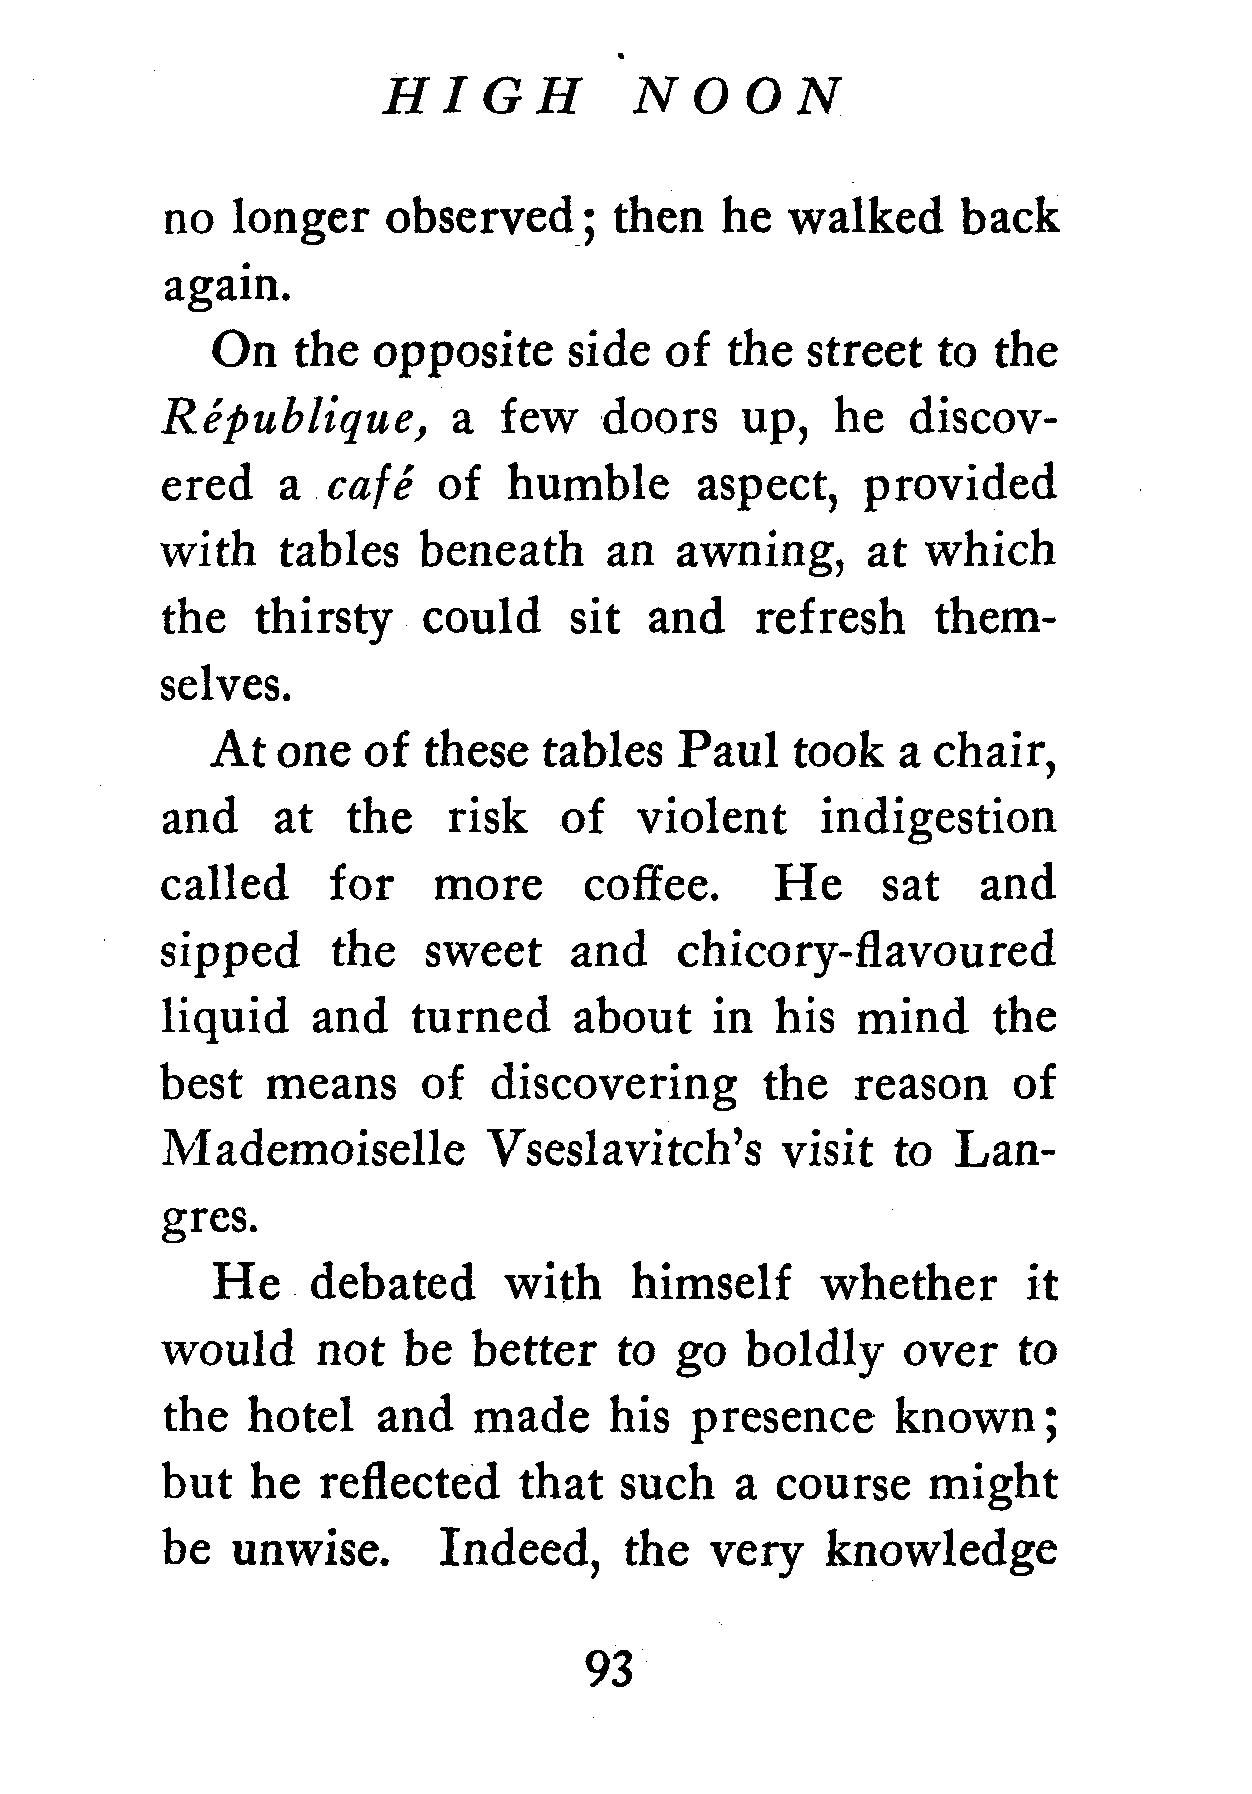 HIGH NOON
no longer observed; then he walked back
again.
On the opposite side of the street to the
République, a few doors up, he discov-
ered a café of humble aspect, provided
with tables beneath an awning, at which
the thirsty could sit and refresh them-
selves.
At one of these tables Paul took a chair,
and at the risk of violent indigestion
called for more coffee. He sat and
sipped the sweet and chicory-flavoured
liquid and turned about in his mind the
best means of discovering the reason of
Mademoiselle Vseslavitch's visit to Lan-
gres.
He debated with himself whether it
would not be better to go boldly over to
the hotel and made his presence known;
but he reflected that such a course might
be unwise. Indeed, the very knowledge
93